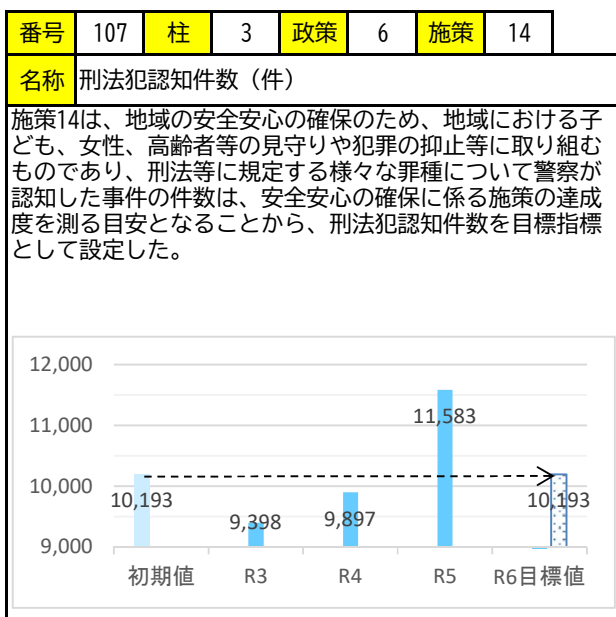 番号 107 柱 3 政策 6 施策 14
名称 刑法犯認知件数（件）
施策14は、地域の安全安心の確保のため、地域における子
ども、女性、高齢者等の見守りや犯罪の抑止等に取り組む
ものであり、刑法等に規定する様々な罪種について警察が
認知した事件の件数は、安全安心の確保に係る施策の達成
度を測る目安となることから、刑法犯認知件数を目標指標
として設定した。
12,000
11,000
10,000
9,000
10,193
9,398
9,897
11,583
10,193
初期値 R3 R4 R5 R6目標値